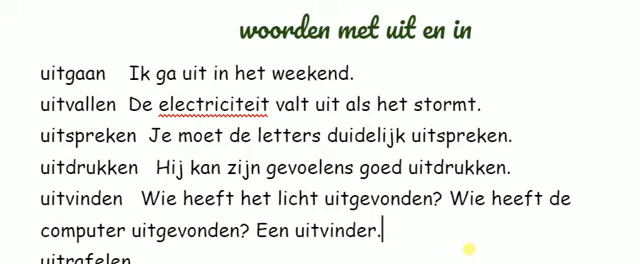 woorden met uit en in
uitgaan Ik ga uit in het weekend.
uitvallen De electriciteit valt uit als het stormt.
uitspreken Je moet de letters duidelijk uitspreken.
uitdrukken Hij kan zijn gevoelens goed uitdrukken.
uitvinden Wie heeft het licht uitgevonden? Wie heeft de
computer uitgevonden? Een uitvinder.
uitrafelen